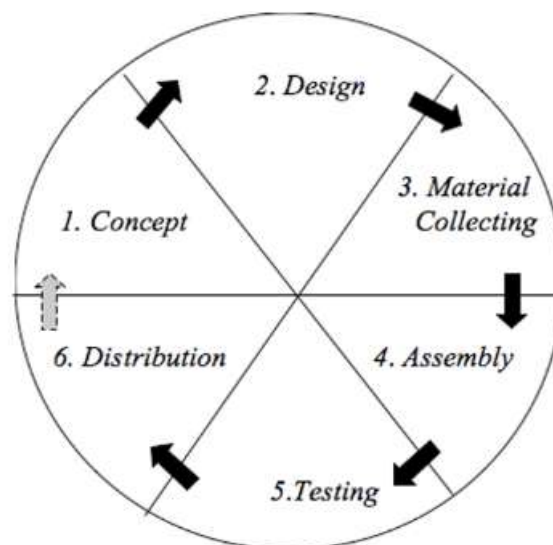 1. Concept
2. Design
3. Material
Collecting
4. Assembly
5.Testing
6. Distribution